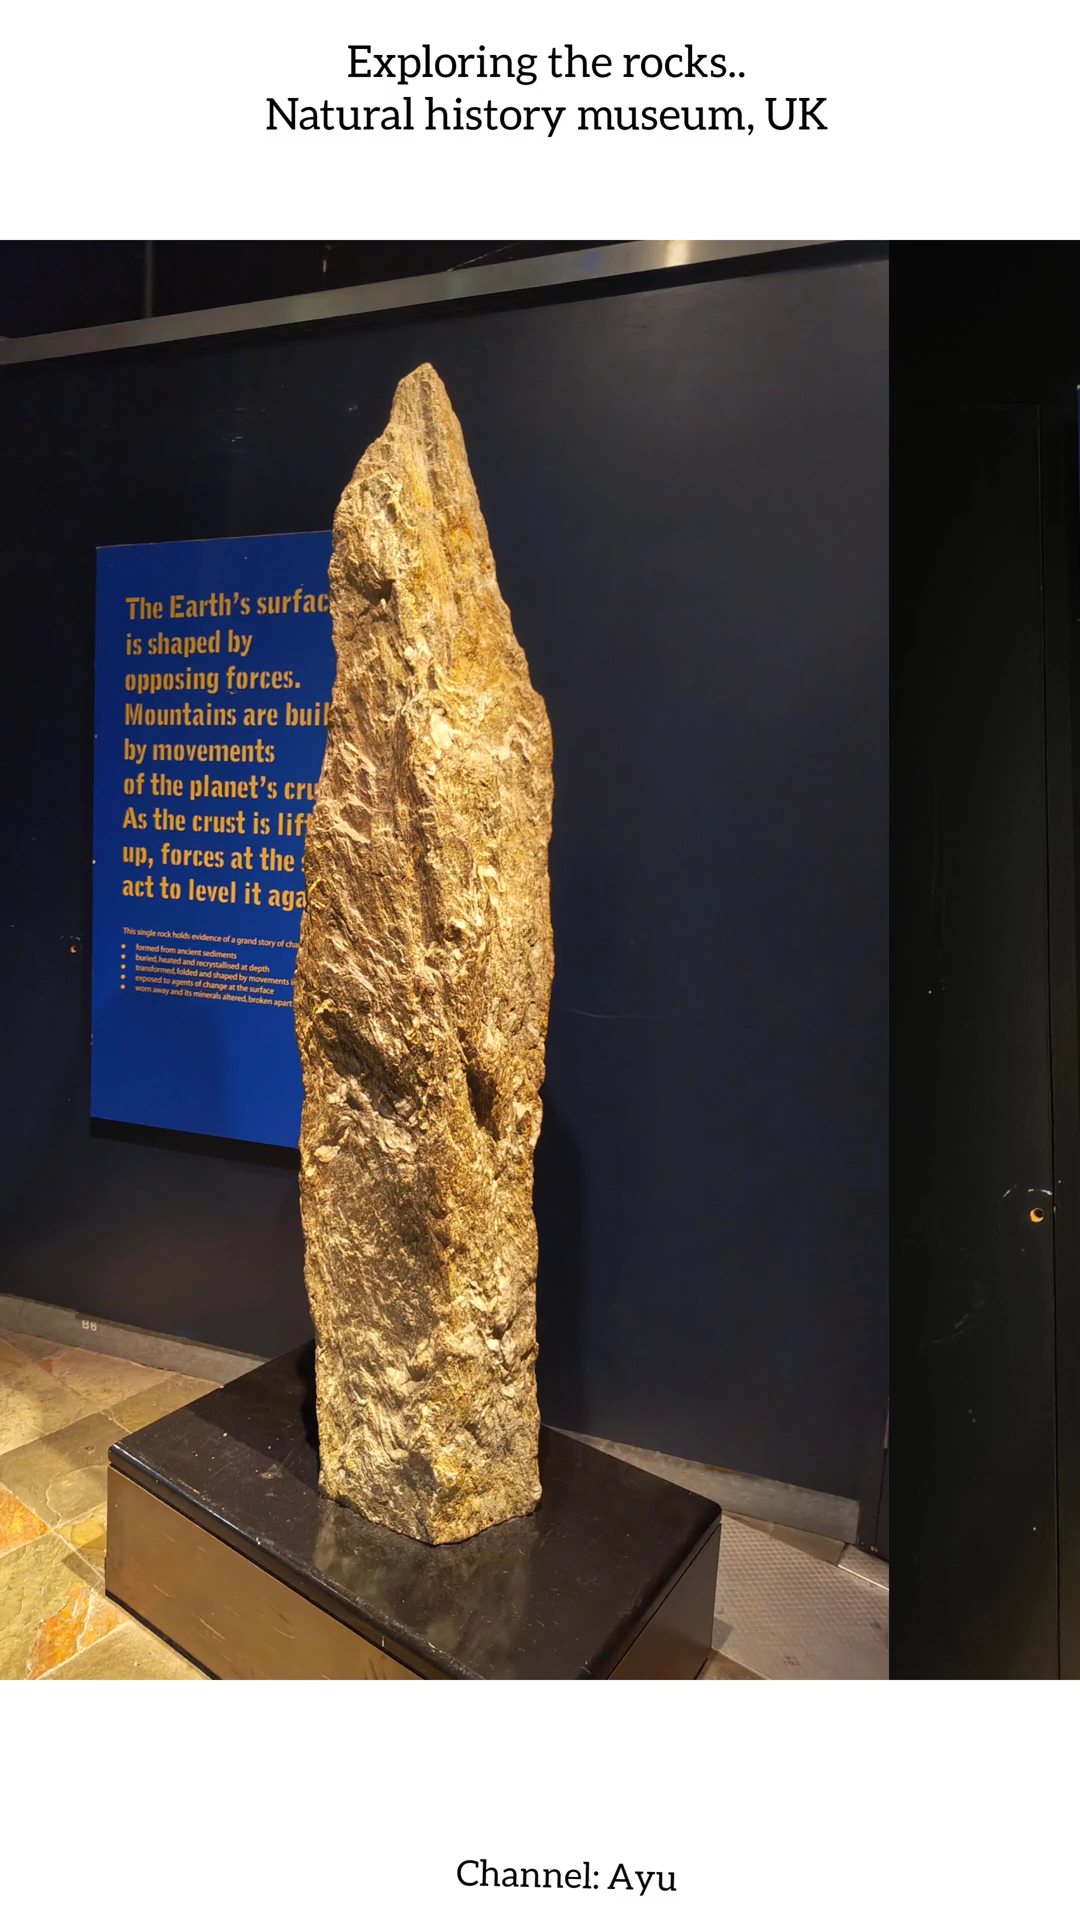 Exploring the rocks..
Natural history museum, UK
The Earth's surfac
is shaped by
opposing forces.
Mountains are buil
by movements
of the planet's cru
As the crust is lif
up, forces at the
act to level it aga
This single rock holds evidence of a grand story of cha
• formed from ancient sediments
• buried, heated and recrystallised at depth
• transformed, folded and shaped by movements i
• exposed to agents of change at the surface
• worn away and its minerals altered, broken apart
B6
Channel: Ayu